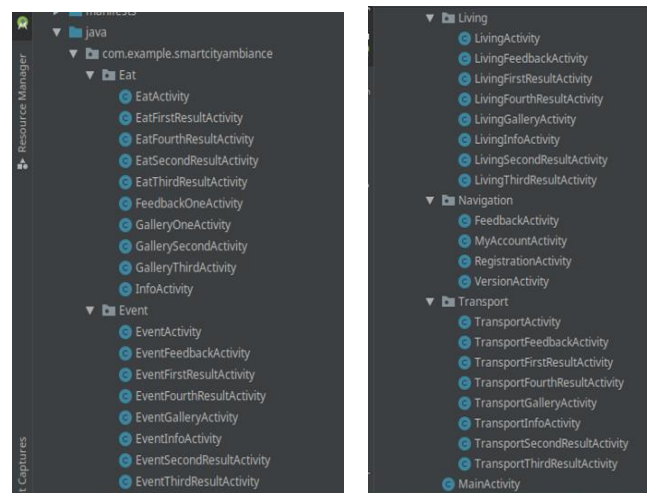 manifests
java
com.example.smartcityambiance
Eat
EatActivity
EatFirstResultActivity
EatFourthResultActivity
EatSecondResultActivity
EatThirdResultActivity
FeedbackOneActivity
GalleryOneActivity
GallerySecondActivity
GalleryThirdActivity
InfoActivity
Event
EventActivity
EventFeedbackActivity
EventFirstResultActivity
EventFourthResultActivity
EventGalleryActivity
EventInfoActivity
EventSecondResultActivity
EventThirdResultActivity
Resource Manager
t Captures
Living
LivingActivity
LivingFeedbackActivity
LivingFirstResultActivity
LivingFourthResultActivity
LivingGalleryActivity
LivingInfoActivity
LivingSecondResultActivity
LivingThirdResultActivity
Navigation
FeedbackActivity
MyAccountActivity
RegistrationActivity
VersionActivity
Transport
TransportActivity
TransportFeedbackActivity
TransportFirstResultActivity
TransportFourthResultActivity
TransportGalleryActivity
TransportInfoActivity
TransportSecondResultActivity
TransportThirdResultActivity
MainActivity